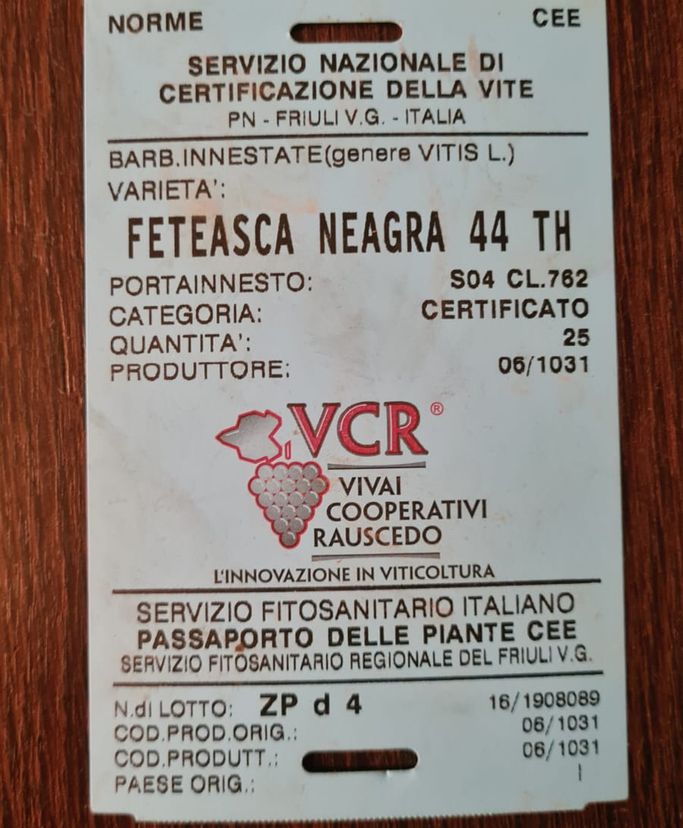 NORME CEE
SERVIZIO NAZIONALE DI
CERTIFICAZIONE DELLA VITE
PN - FRIULI V.G. - ITALIA
BARB.INNESTATE(genere VITIS L.)
VARIETA':
FETEASCA NEAGRA 44 TH
PORTAINNESTO: S04 CL.762
CATEGORIA: CERTIFICATO
QUANTITA': 25
PRODUTTORE: 06/1031
VCR®
VIVAI
COOPERATIVI
RAUSCEDO
L'INNOVAZIONE IN VITICOLTURA
SERVIZIO FITOSANITARIO ITALIANO
PASSAPORTO DELLE PIANTE CEE
SERVIZIO FITOSANITARIO REGIONALE DEL FRIULI V.G.
N.di LOTTO: ZP d 4 16/1908089
COD.PROD.ORIG.: 06/1031
COD.PRODUTT.: 06/1031
PAESE ORIG.: I